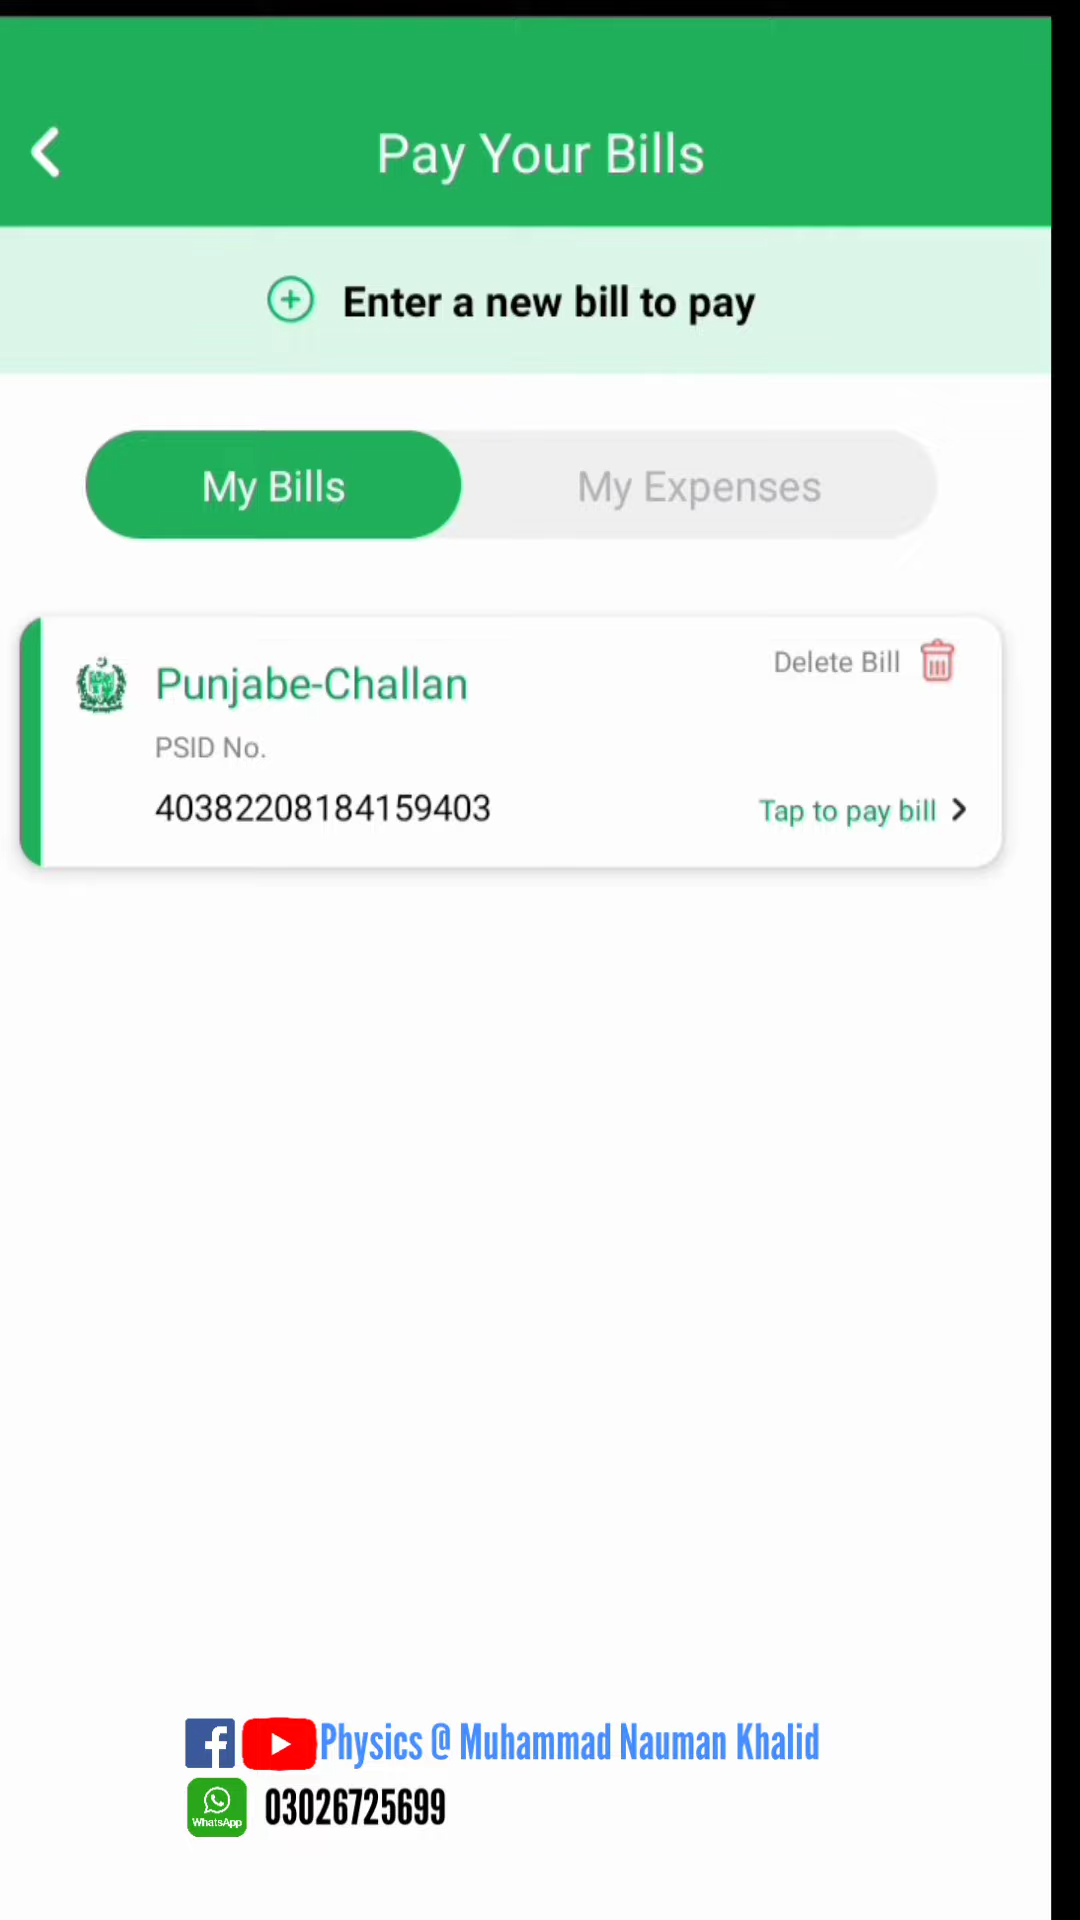 Pay Your Bills
Enter a new bill to pay
My Bills
My Expenses
Delete Bill
Punjabe-Challan
PSID No.
40382208184159403
Tap to pay bill
Physics @ Muhammad Nauman Khalid
WhatsApp
03026725699